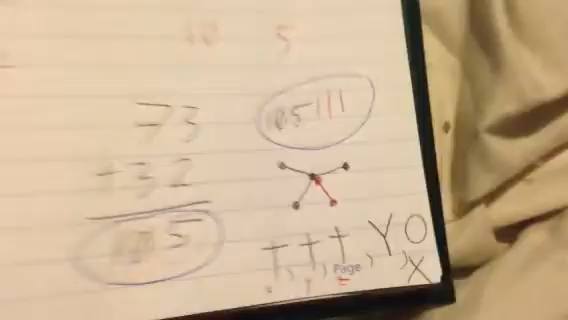 10 5
73
105 111
+32
105
t, t, t, Y O
Page
, X